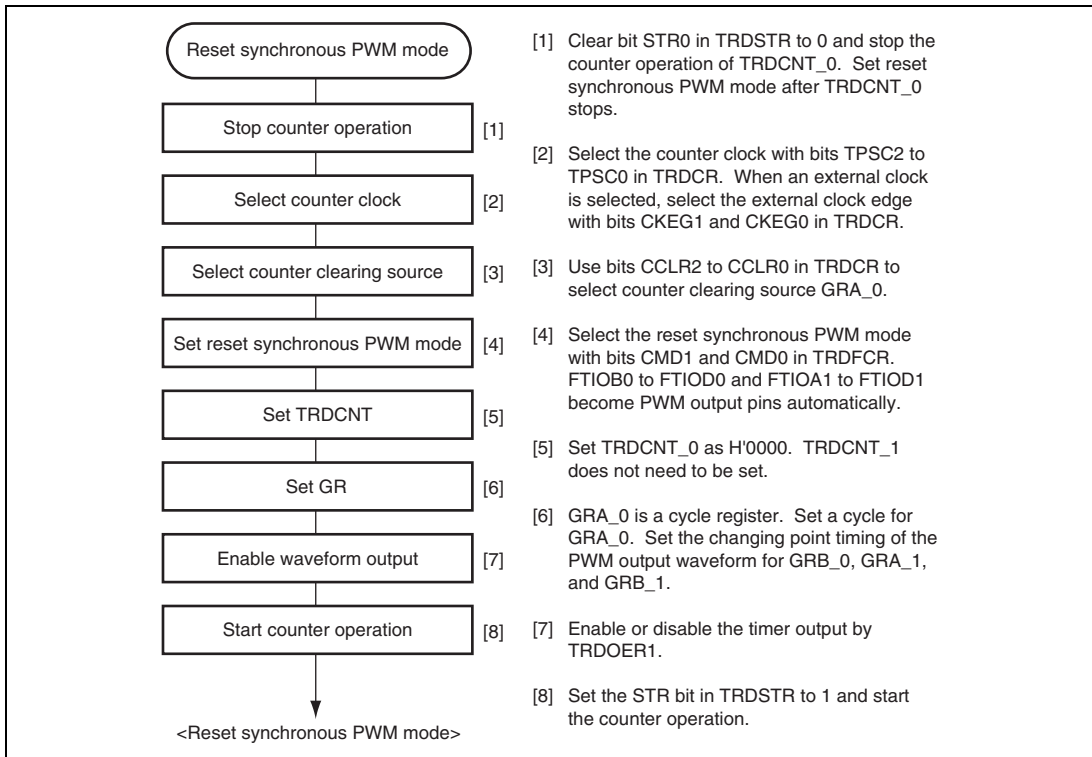 Reset synchronous PWM mode
Stop counter operation [1]
Select counter clock [2]
Select counter clearing source [3]
Set reset synchronous PWM mode [4]
Set TRDCNT [5]
Set GR [6]
Enable waveform output [7]
Start counter operation [8]
<Reset synchronous PWM mode>
[1] Clear bit STR0 in TRDSTR to 0 and stop the
counter operation of TRDCNT_0. Set reset
synchronous PWM mode after TRDCNT_0
stops.
[2] Select the counter clock with bits TPSC2 to
TPSC0 in TRDCR. When an external clock
is selected, select the external clock edge
with bits CKEG1 and CKEG0 in TRDCR.
[3] Use bits CCLR2 to CCLR0 in TRDCR to
select counter clearing source GRA_0.
[4] Select the reset synchronous PWM mode
with bits CMD1 and CMD0 in TRDFCR.
FTIOB0 to FTIOD0 and FTIOA1 to FTIOD1
become PWM output pins automatically.
[5] Set TRDCNT_0 as H'0000. TRDCNT_1
does not need to be set.
[6] GRA_0 is a cycle register. Set a cycle for
GRA_0. Set the changing point timing of the
PWM output waveform for GRB_0, GRA_1,
and GRB_1.
[7] Enable or disable the timer output by
TRDOER1.
[8] Set the STR bit in TRDSTR to 1 and start
the counter operation.